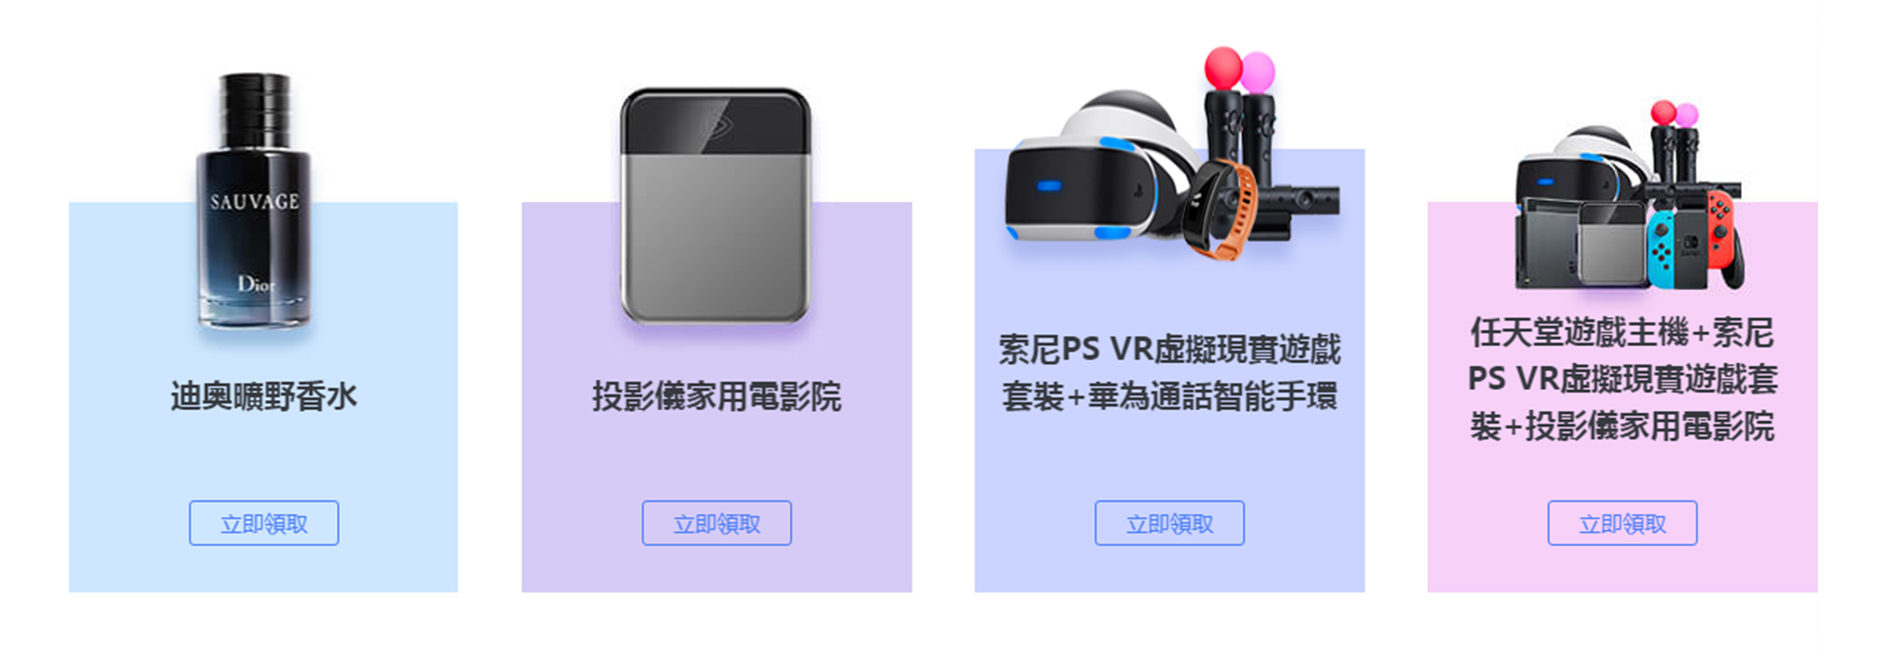 SAUVAGE
Dior
迪奧曠野香水
立即領取
投影儀家用電影院
立即領取
索尼PS VR虛擬現實遊戲
套裝+華為通話智能手環
立即領取
任天堂遊戲主機+索尼
PS VR虛擬現實遊戲套
裝+投影儀家用電影院
立即領取